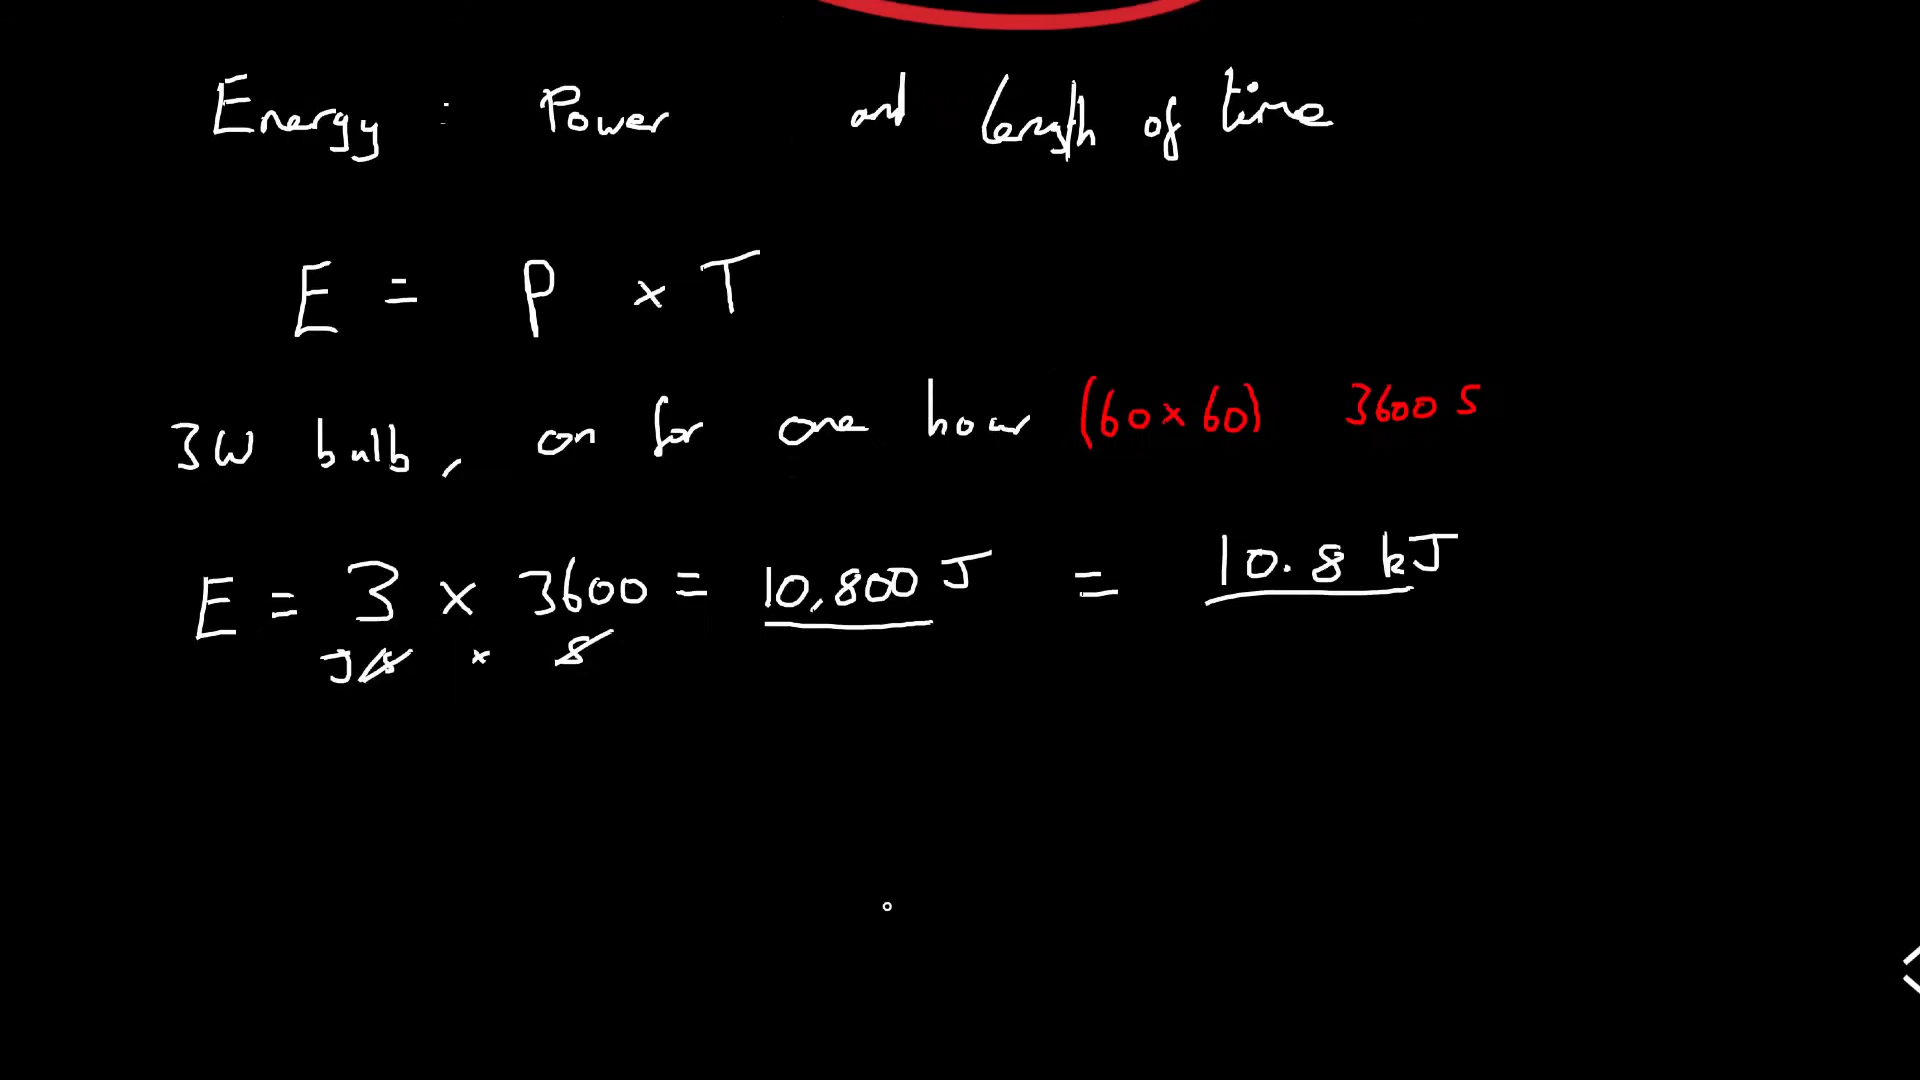 Energy : Power and length of time
E = P x T
3W bulb, on for one hour (60 x 60) 3600 s
E = 3 x 3600 = 10,800 J = 10.8 kJ
J/s x s